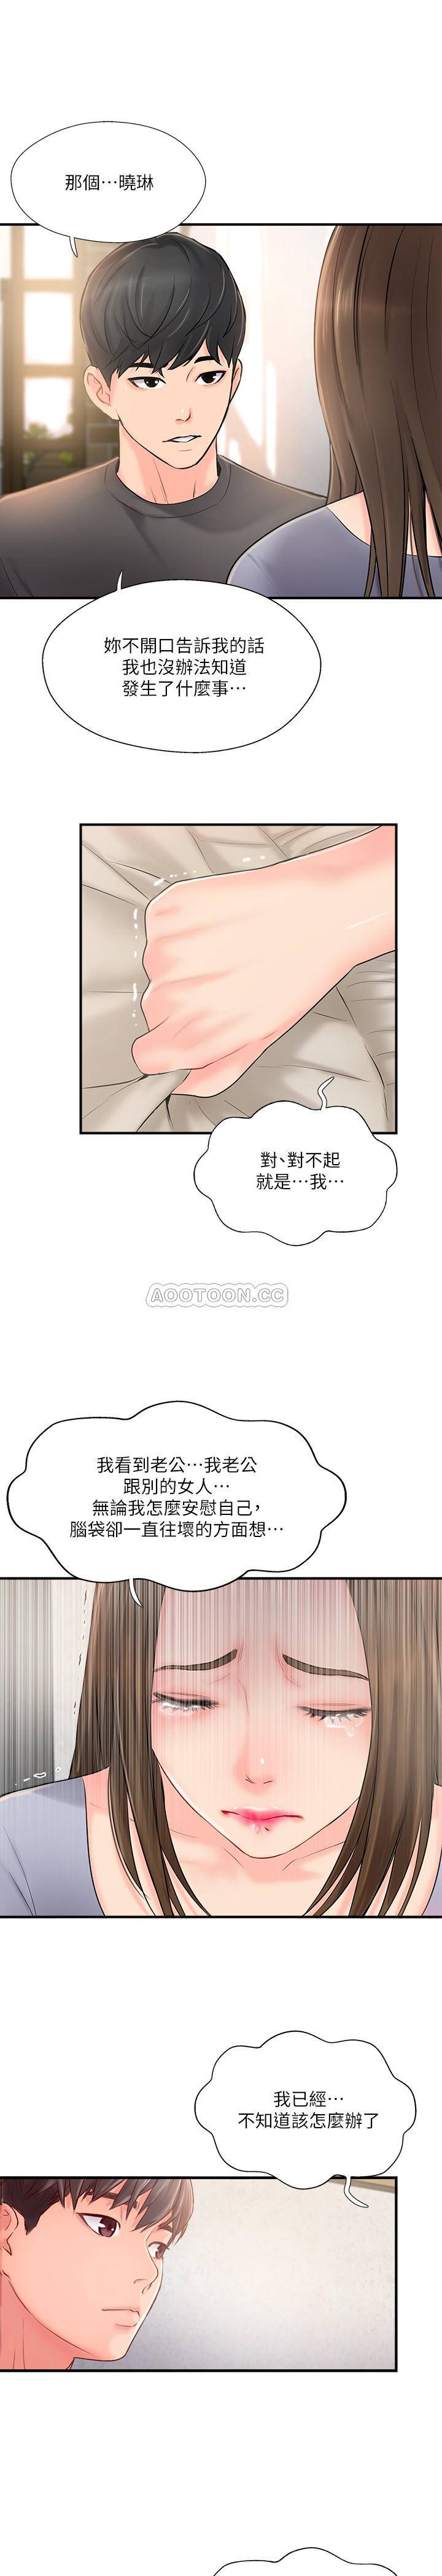 那個⋯曉琳
妳不開口告訴我的話
我也沒辦法知道
發生了什麼事⋯
對、對不起
就是⋯我⋯
AOOTOON.CC
我看到老公⋯我老公
跟別的女人⋯
無論我怎麼安慰自己，
腦袋卻一直往壞的方面想⋯
我已經⋯
不知道該怎麼辦了